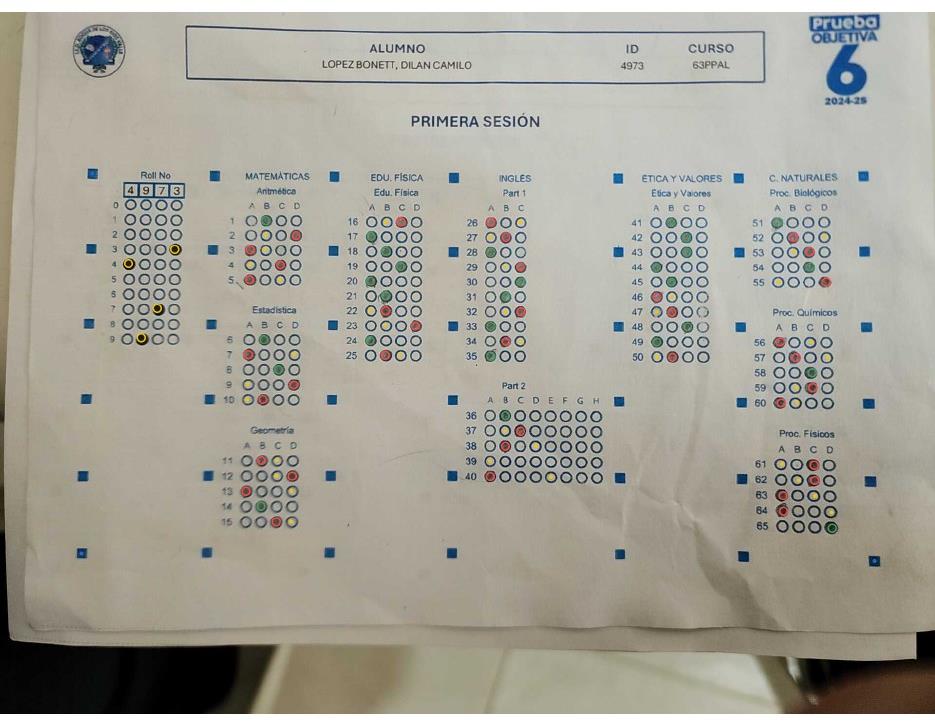 Prueba
OBJETIVA
6
2024-25
ALUMNO ID CURSO
LOPEZ BONETT, DILAN CAMILO 4973 63PPAL
PRIMERA SESIÓN
Roll No
4 9 7 3
0
1
2
3
4
5
6
7
8
9
MATEMÁTICAS
Aritmética
A B C D
1
2
3
4
5
Estadística
A B C D
6
7
8
9
10
Geometría
A B C D
11
12
13
14
15
EDU. FÍSICA
Edu. Física
A B C D
16
17
18
19
20
21
22
23
24
25
INGLÉS
Part 1
A B C
26
27
28
29
30
31
32
33
34
35
Part 2
A B C D E F G H
36
37
38
39
40
ÉTICA Y VALORES
Ética y Valores
A B C D
41
42
43
44
45
46
47
48
49
50
C. NATURALES
Proc. Biológicos
A B C D
51
52
53
54
55
Proc. Químicos
A B C D
56
57
58
59
60
Proc. Físicos
A B C D
61
62
63
64
65